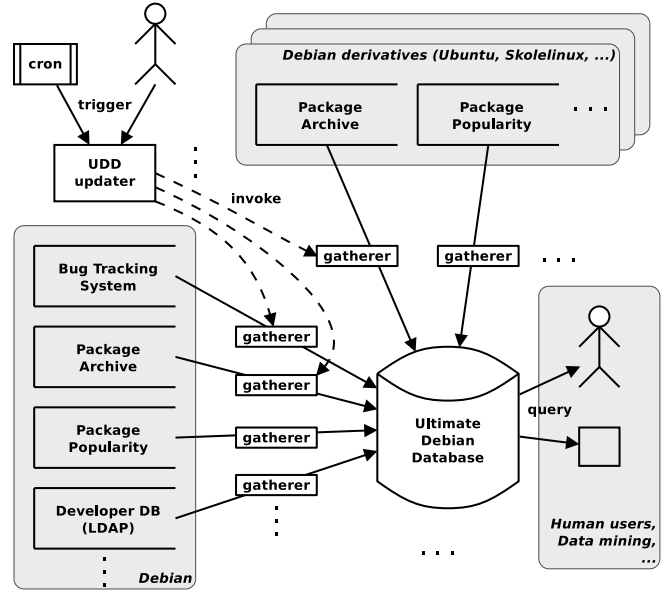 Debian derivatives (Ubuntu, Skolelinux, ...)
cron
Package
Archive
Package
Popularity
...
trigger
UDD
updater
invoke
gatherer
gatherer
...
Bug Tracking
System
gatherer
Package
Archive
gatherer
query
Package
Popularity
gatherer
Ultimate
Debian
Database
gatherer
Developer DB
(LDAP)
Human users,
Data mining,
...
...
Debian